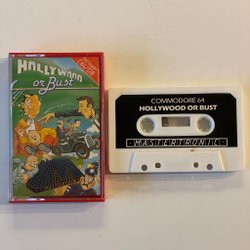 HOLLYWOOD
or BUST
COMMODORE 64
HOLLYWOOD OR BUST
MASTERTRONIC